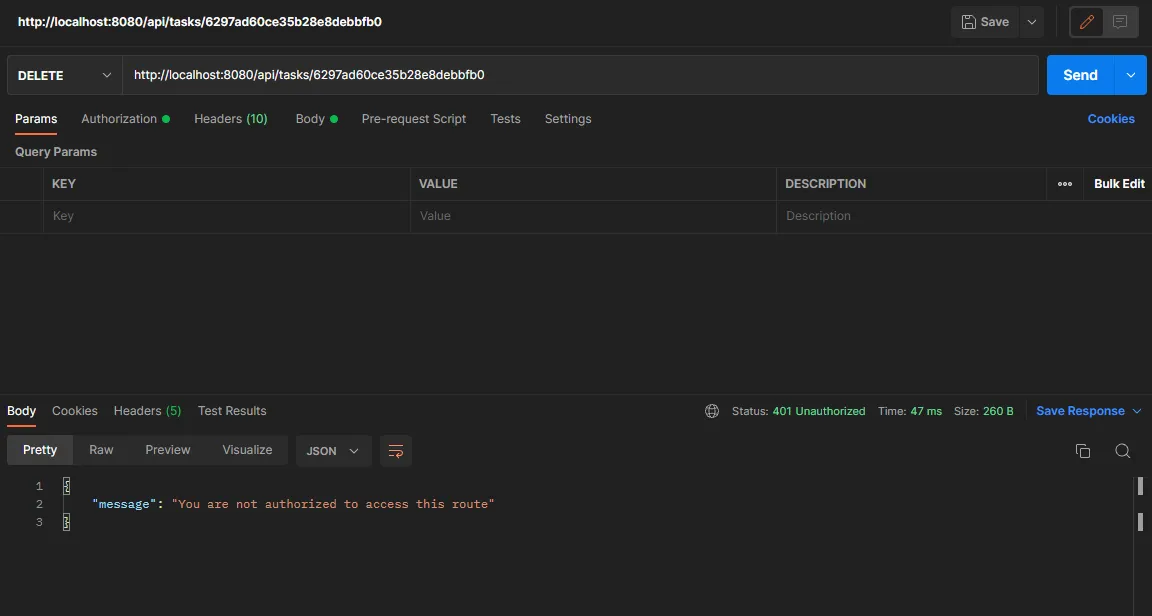 http://localhost:8080/api/tasks/6297ad60ce35b28e8debbfb0 Save
DELETE http://localhost:8080/api/tasks/6297ad60ce35b28e8debbfb0 Send
Params Authorization Headers (10) Body Pre-request Script Tests Settings Cookies
Query Params
KEY VALUE DESCRIPTION ooo Bulk Edit
Key Value Description
Body Cookies Headers (5) Test Results Status: 401 Unauthorized Time: 47 ms Size: 260 B Save Response
Pretty Raw Preview Visualize JSON
1 {
2 "message": "You are not authorized to access this route"
3 }